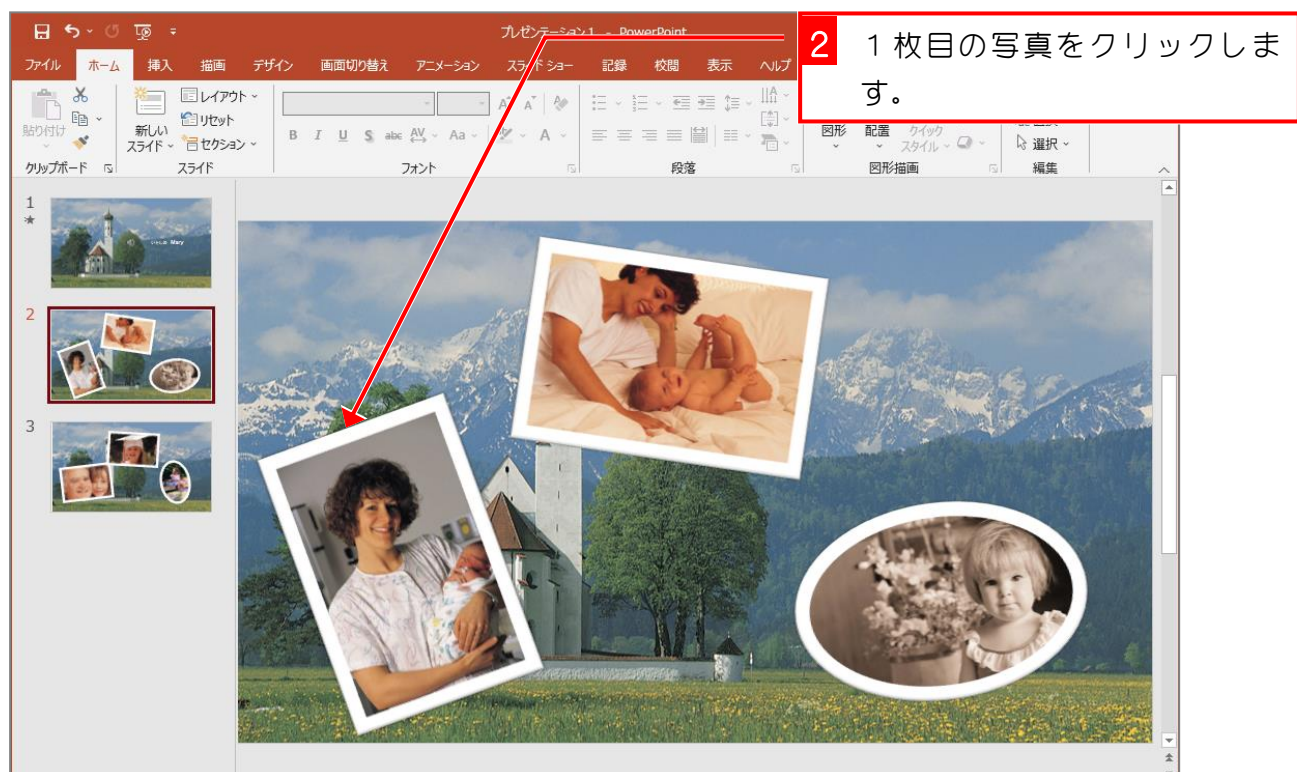 プレゼンテーション1 - PowerPoint
2 １枚目の写真をクリックしま
す。
ファイル ホーム 挿入 描画 デザイン 画面切り替え アニメーション スライド ショー 記録 校閲 表示 ヘルプ
貼り付け
新しい
スライド
レイアウト
リセット
セクション
B I U S abc AV Aa A
図形
配置
クイック
スタイル
選択
クリップボード スライド フォント 段落 図形描画 編集
1
Mary
2
3